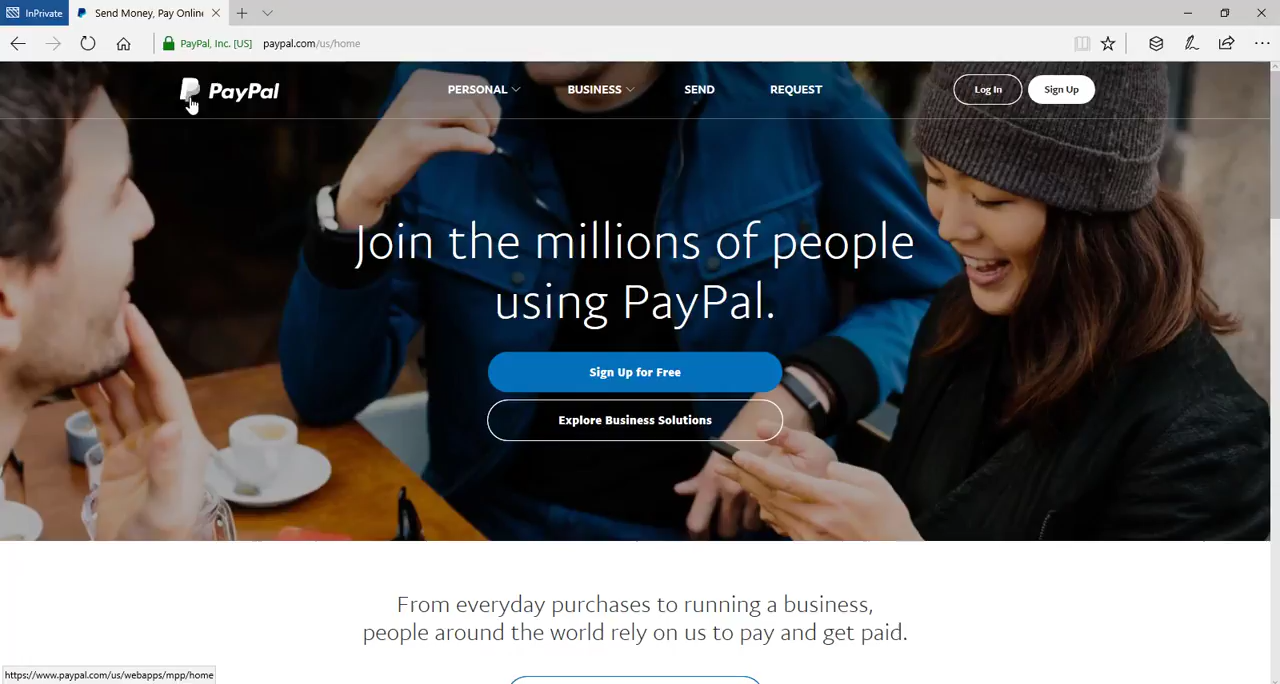 InPrivate
Send Money, Pay Online
PayPal, Inc. [US]
paypal.com/us/home
PayPal
PERSONAL
BUSINESS
SEND
REQUEST
Log In
Sign Up
Join the millions of people
using PayPal.
Sign Up for Free
Explore Business Solutions
From everyday purchases to running a business,
people around the world rely on us to pay and get paid.
https://www.paypal.com/us/webapps/mpp/home